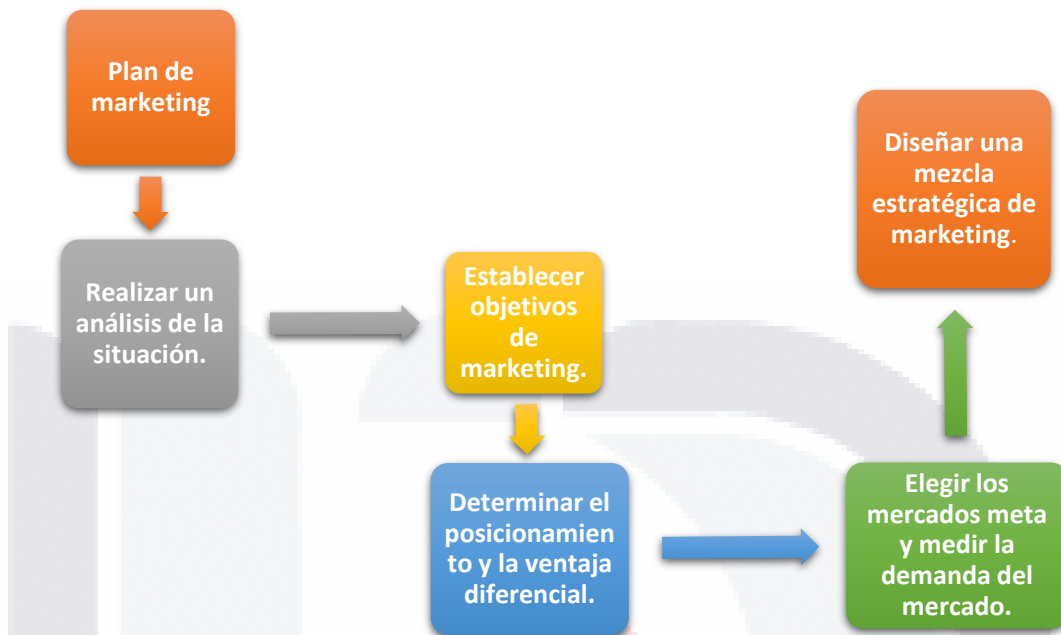 Plan de
marketing
Realizar un
análisis de la
situación.
Establecer
objetivos
de
marketing.
Determinar el
posicionamien
to y la ventaja
diferencial.
Elegir los
mercados meta
y medir la
demanda del
mercado.
Diseñar una
mezcla
estratégica de
marketing.